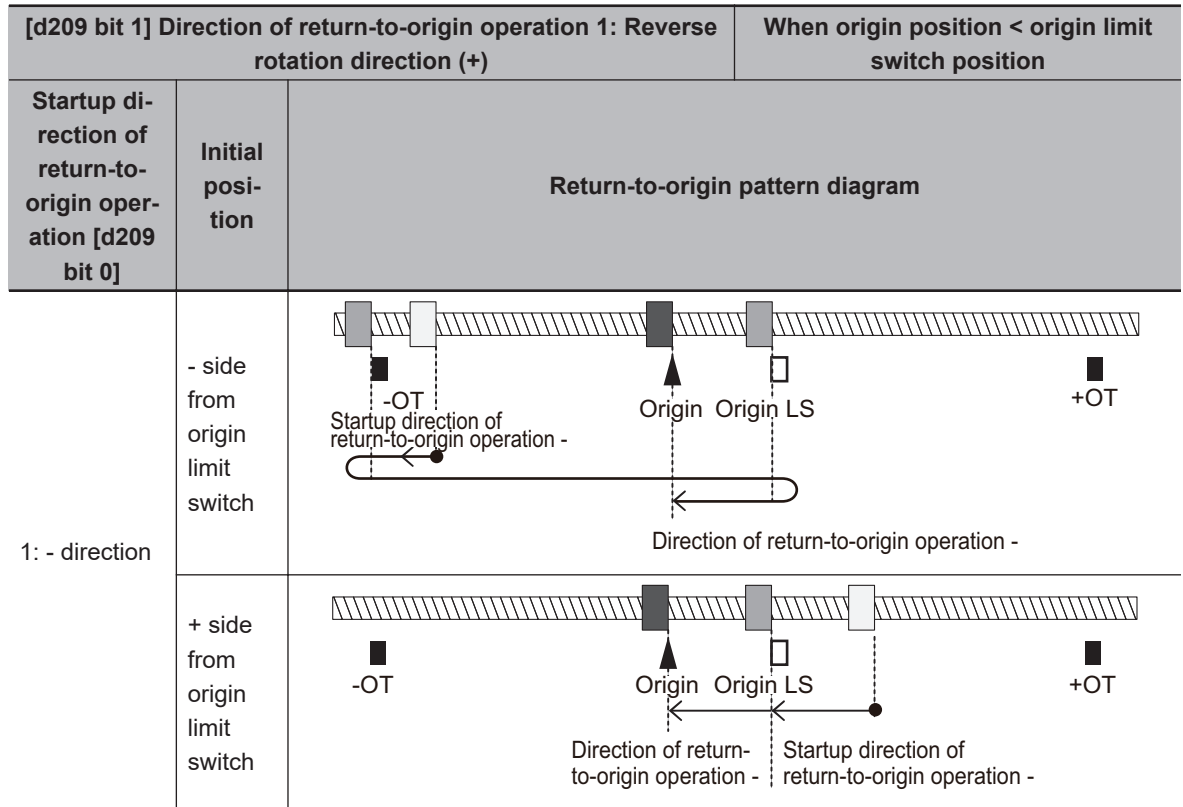 [d209 bit 1] Direction of return-to-origin operation 1: Reverse
rotation direction (+)
When origin position < origin limit
switch position
Startup di-
rection of
return-to-
origin oper-
ation [d209
bit 0]
Initial
posi-
tion
Return-to-origin pattern diagram
1: - direction
- side
from
origin
limit
switch
-OT
Origin
Origin LS
+OT
Startup direction of
return-to-origin operation -
Direction of return-to-origin operation -
+ side
from
origin
limit
switch
-OT
Origin
Origin LS
+OT
Direction of return-
to-origin operation -
Startup direction of
return-to-origin operation -